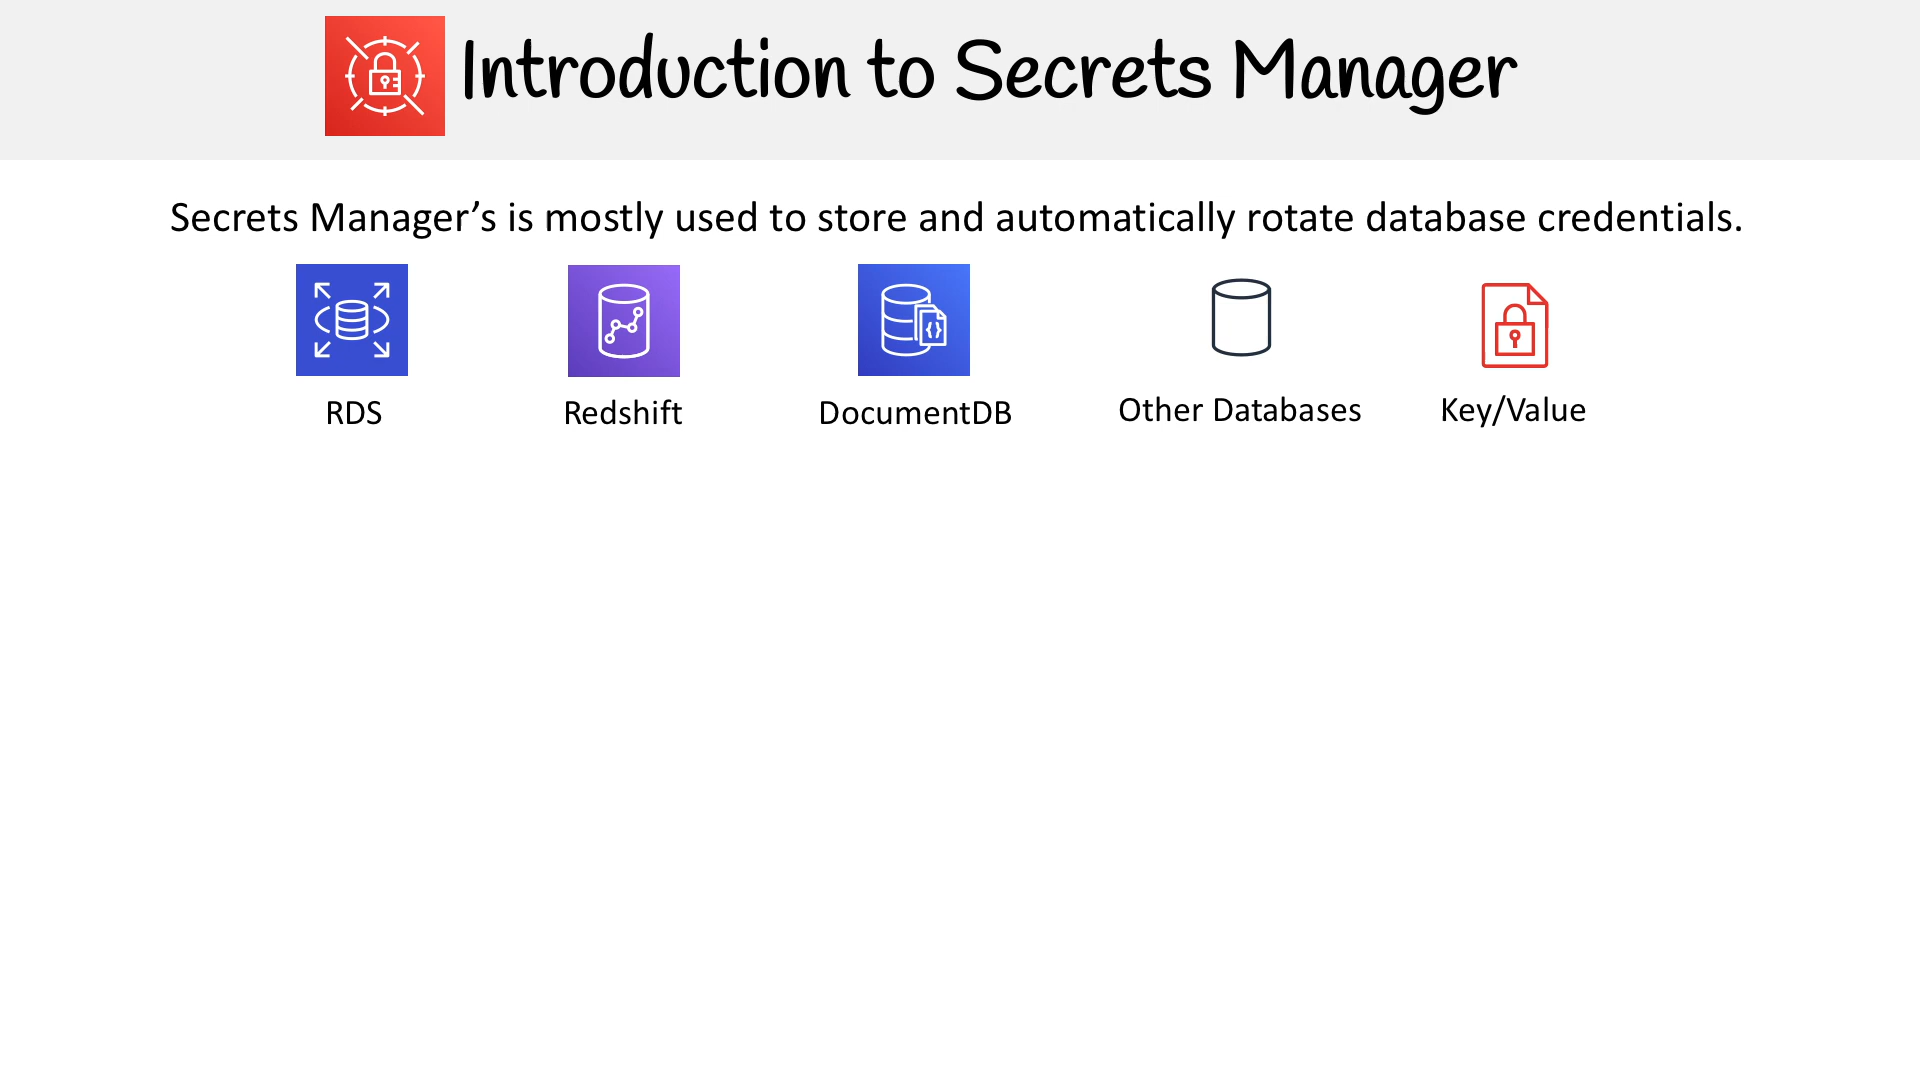 Introduction to Secrets Manager
Secrets Manager’s is mostly used to store and automatically rotate database credentials.
RDS
Redshift
DocumentDB
Other Databases
Key/Value